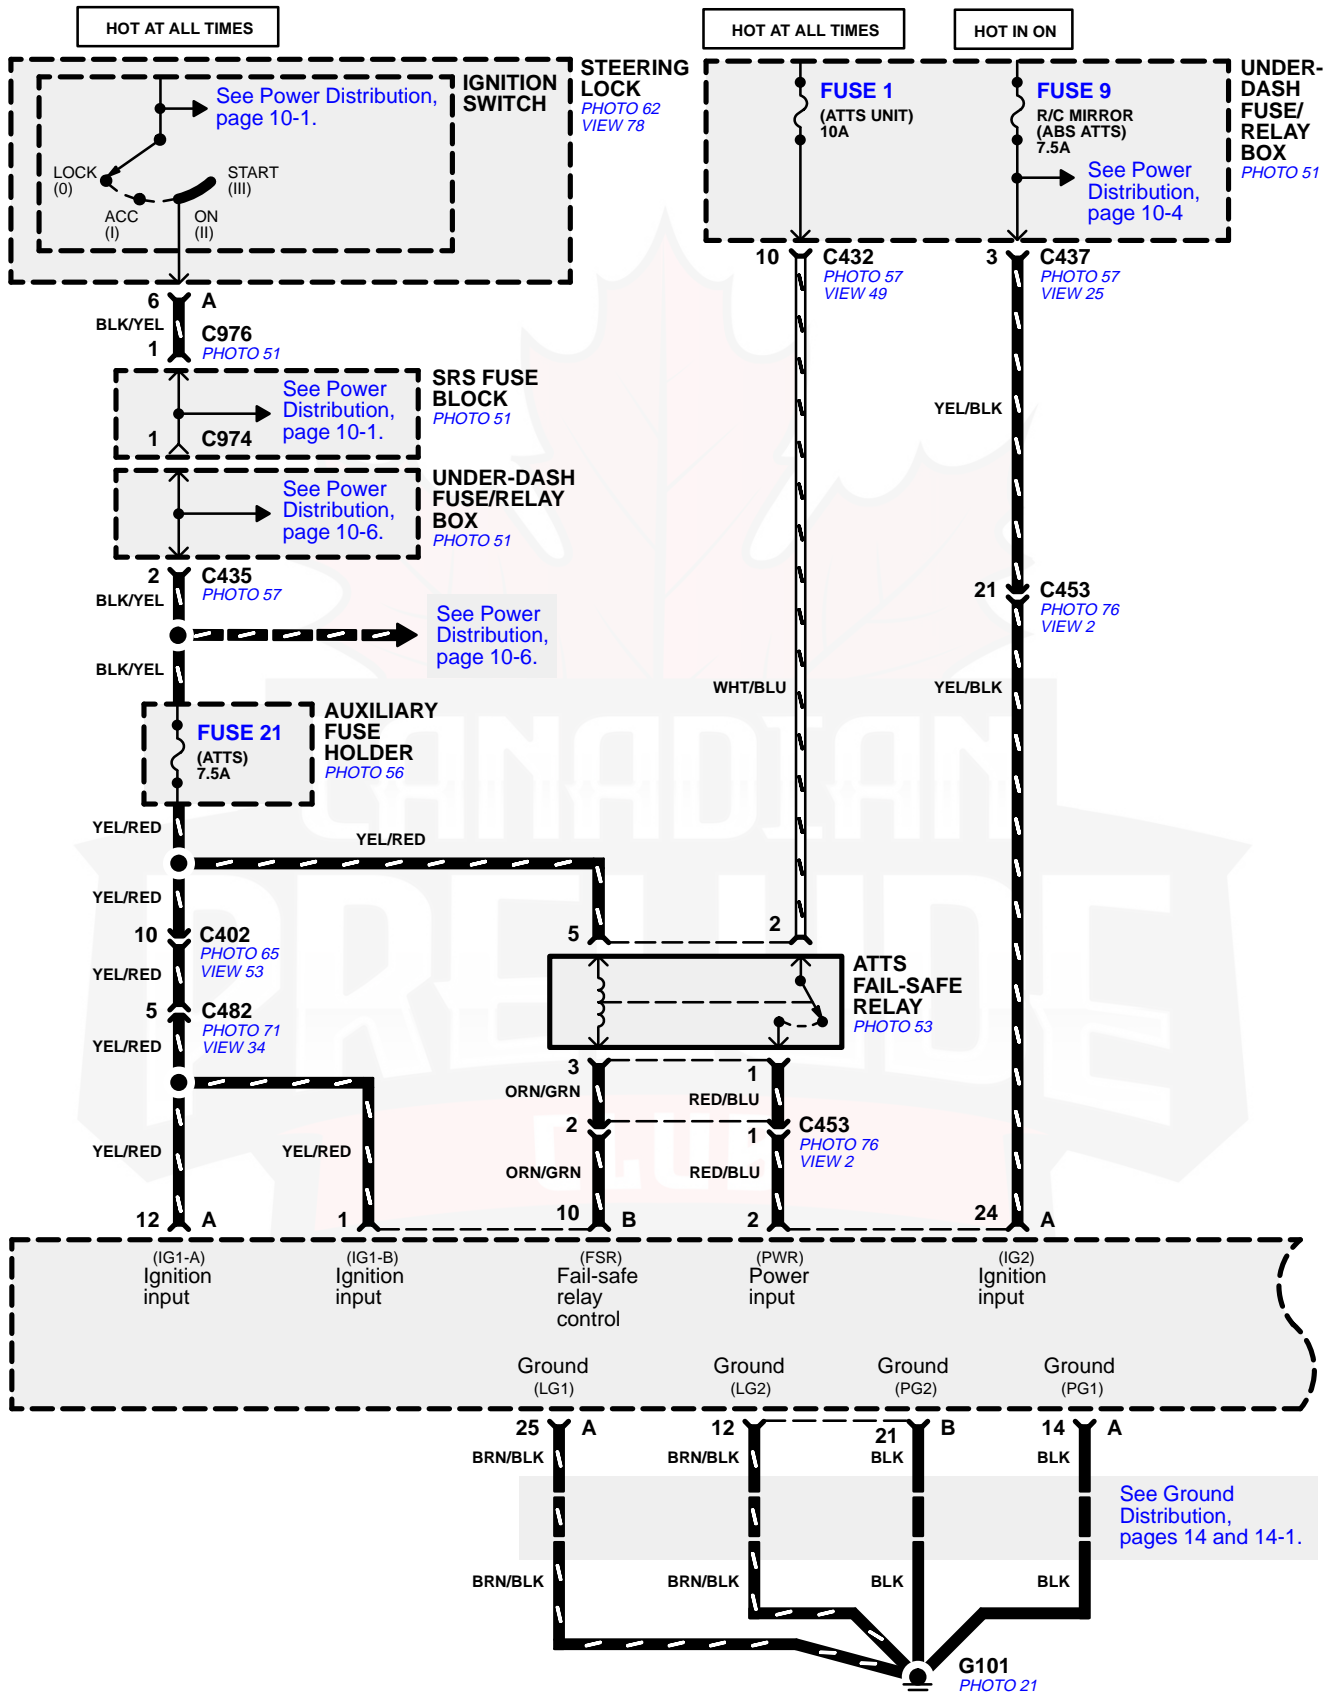 HOT AT ALL TIMES
HOT AT ALL TIMES
HOT IN ON
IGNITION
SWITCH
See Power Distribution,
page 10-1.
LOCK
(0)
ACC
(I)
ON
(II)
START
(III)
STEERING
LOCK
PHOTO 62
VIEW 78
FUSE 1
(ATTS UNIT)
10A
FUSE 9
R/C MIRROR
(ABS ATTS)
7.5A
See Power
Distribution,
page 10-4
UNDER-
DASH
FUSE/
RELAY
BOX
PHOTO 51
6 A
BLK/YEL
1 C976
PHOTO 51
10 C432
PHOTO 57
VIEW 49
3 C437
PHOTO 57
VIEW 25
See Power
Distribution,
page 10-1.
1 C974
SRS FUSE
BLOCK
PHOTO 51
YEL/BLK
See Power
Distribution,
page 10-6.
UNDER-DASH
FUSE/RELAY
BOX
PHOTO 51
2 C435
PHOTO 57
BLK/YEL
See Power
Distribution,
page 10-6.
21 C453
PHOTO 76
VIEW 2
BLK/YEL
WHT/BLU
YEL/BLK
FUSE 21
(ATTS)
7.5A
AUXILIARY
FUSE
HOLDER
PHOTO 56
CANADIAN
PRELUDE
CLUB
YEL/RED
YEL/RED
YEL/RED
10 C402
PHOTO 65
VIEW 53
YEL/RED
5 C482
PHOTO 71
VIEW 34
YEL/RED
5
2
ATTS
FAIL-SAFE
RELAY
PHOTO 53
3
1
ORN/GRN
RED/BLU
2
1
C453
PHOTO 76
VIEW 2
YEL/RED
YEL/RED
ORN/GRN
RED/BLU
12 A
1
10 B
2
24 A
(IG1-A)
Ignition
input
(IG1-B)
Ignition
input
(FSR)
Fail-safe
relay
control
(PWR)
Power
input
(IG2)
Ignition
input
Ground
(LG1)
Ground
(LG2)
Ground
(PG2)
Ground
(PG1)
25 A
12
21 B
14 A
BRN/BLK
BRN/BLK
BLK
BLK
See Ground
Distribution,
pages 14 and 14-1.
BRN/BLK
BRN/BLK
BLK
BLK
G101
PHOTO 21